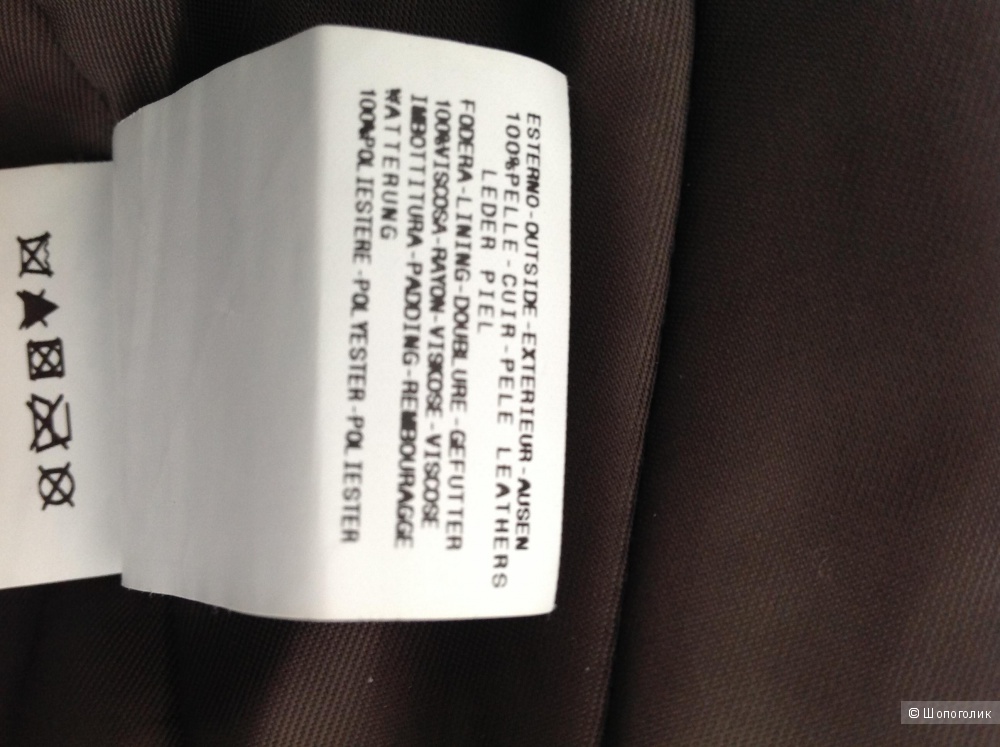 ESTERNO-OUTSIDE-EXTERIEUR-AUSEN
100%PELLE-CUIR-PELE LEATHERS
LEDER PIEL
FODERA-LINING-DOUBLURE-GEFUTTER
100%VISCOSA-RAYON-VISKOSE-VISCOSE
IMBOTTITURA-PADDING-REMBOURAGGE
WATTERUNG
100%POLIESTERE-POLYESTER-POLIESTER
© Шопоголик